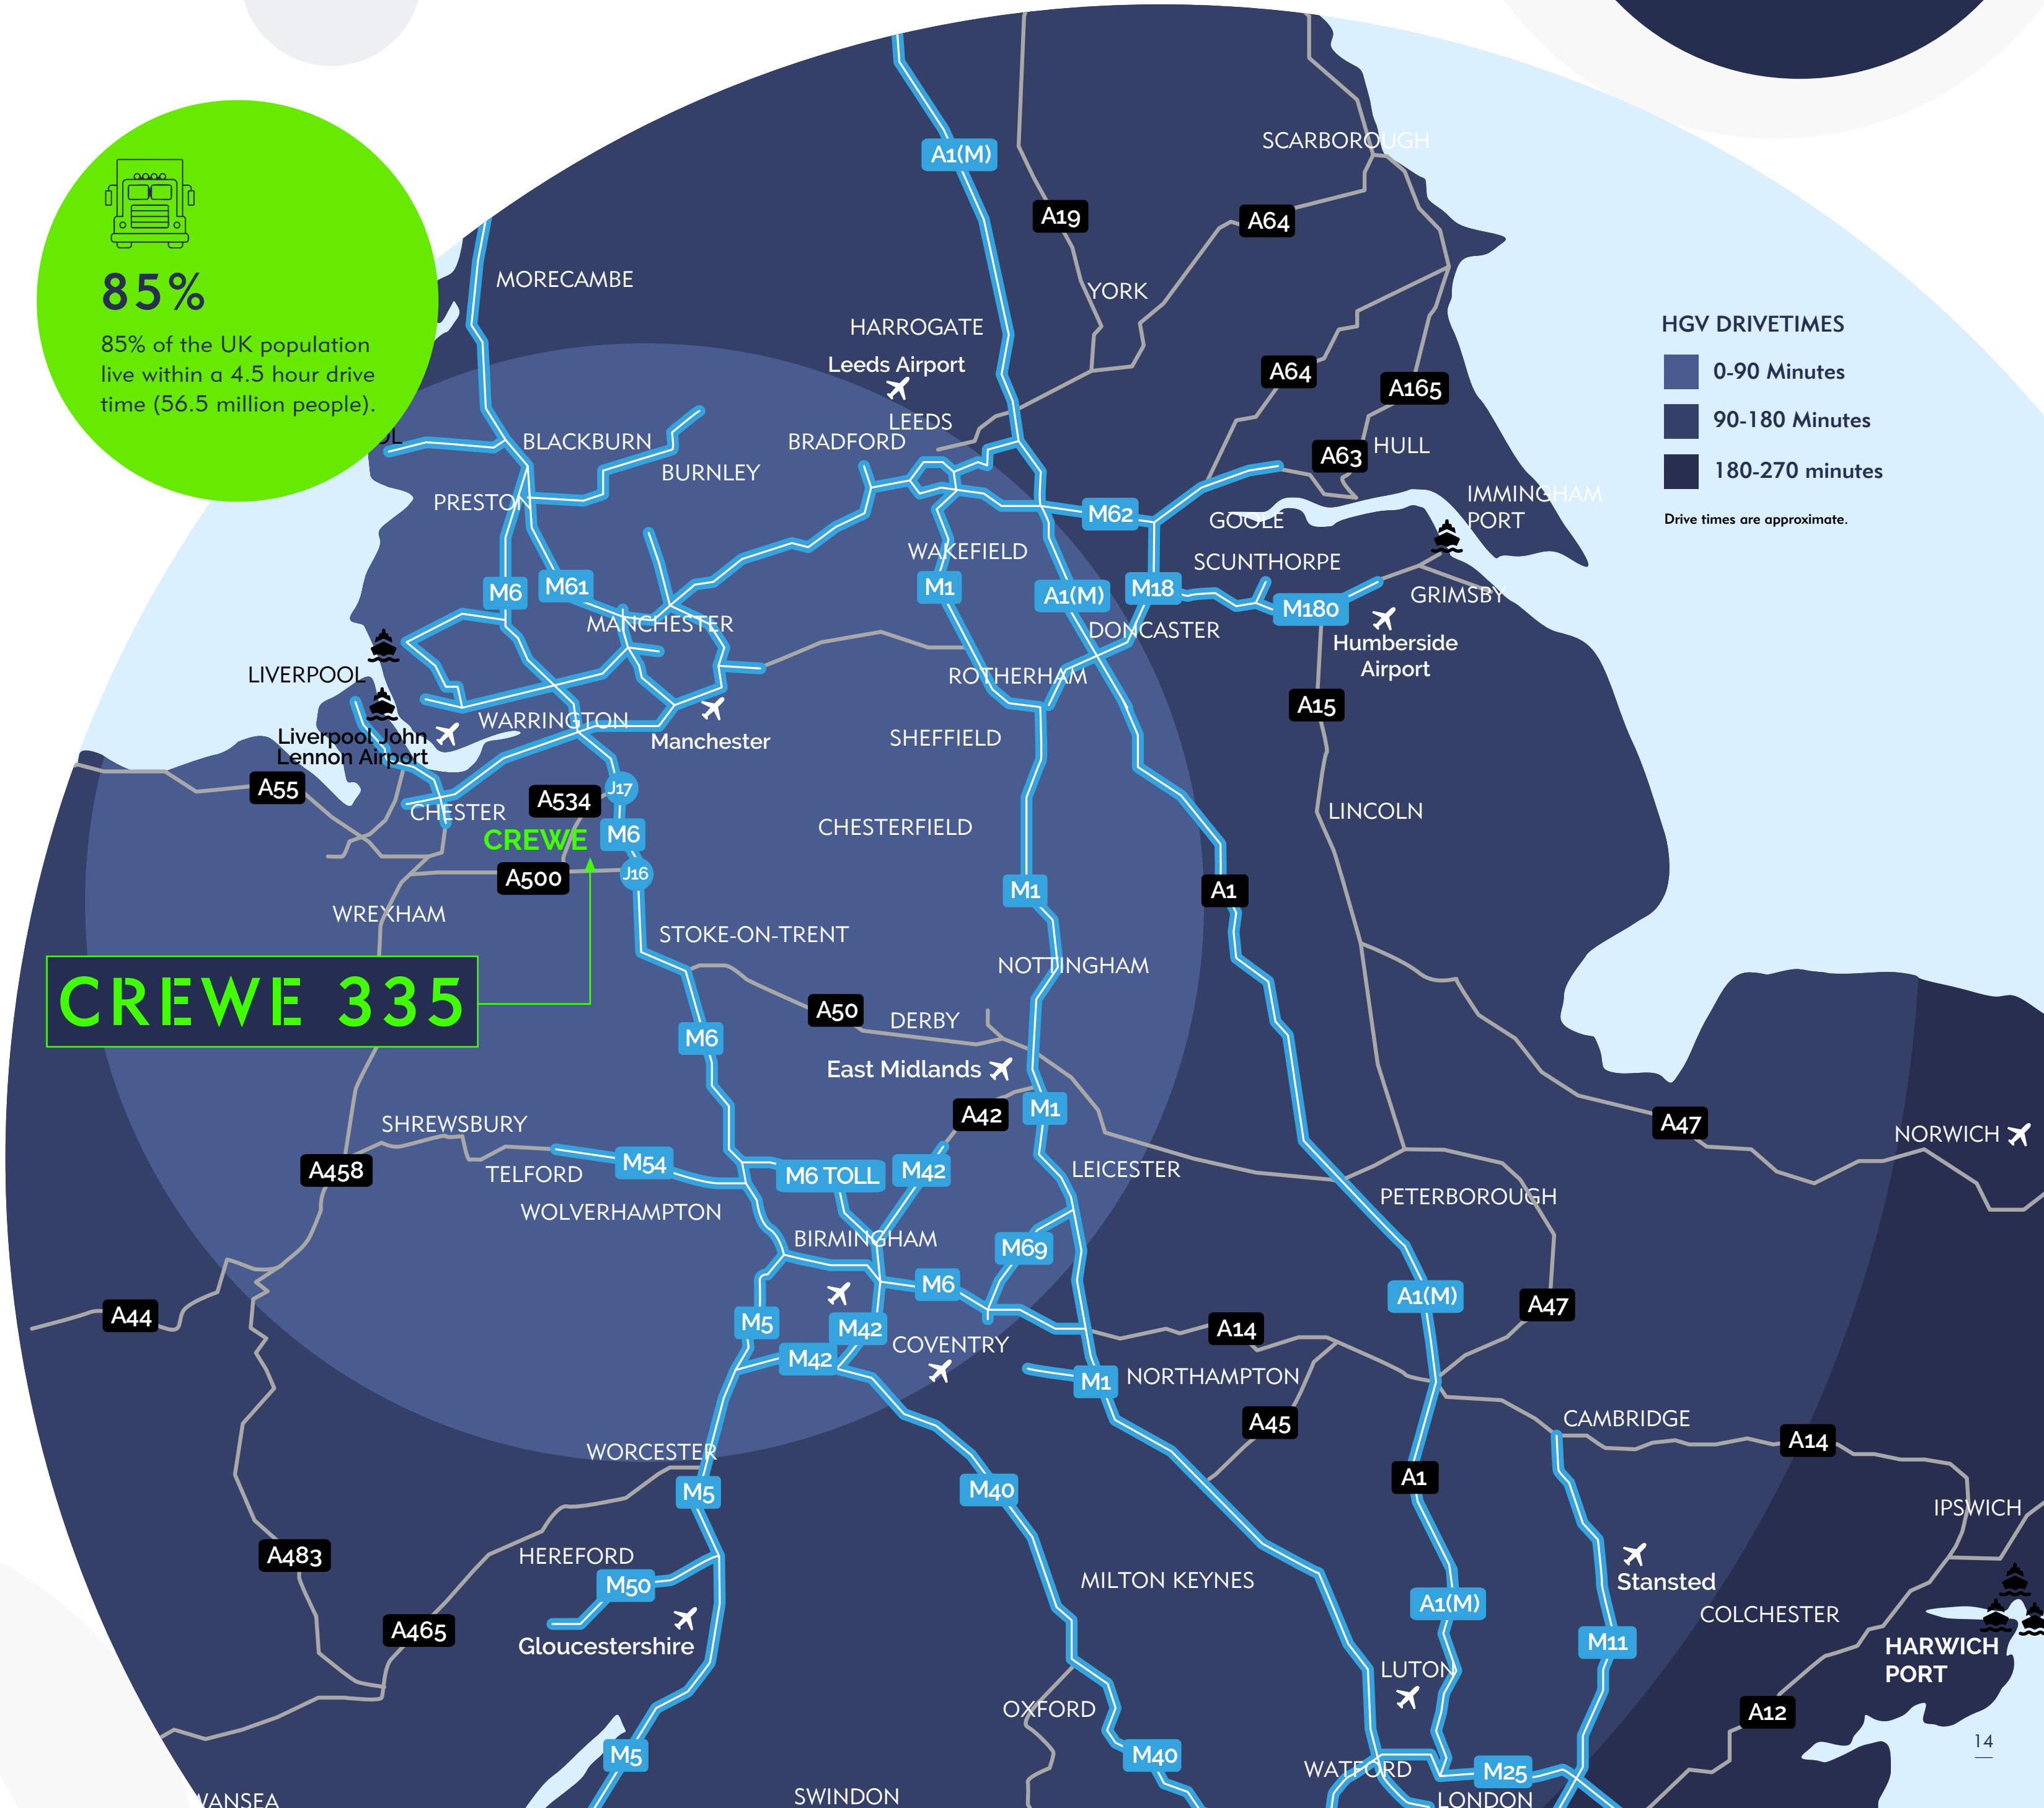 85%
85% of the UK population
live within a 4.5 hour drive
time (56.5 million people).
HGV DRIVETIMES
0-90 Minutes
90-180 Minutes
180-270 minutes
Drive times are approximate.
A1(M)
SCARBOROUGH
A19
A64
MORECAMBE
YORK
HARROGATE
Leeds Airport
A64
A165
LEEDS
BLACKBURN
BRADFORD
HULL
A63
BURNLEY
PRESTON
IMMINGHAM
PORT
M62
GOOLE
WAKEFIELD
SCUNTHORPE
M6
M61
M1
A1(M)
M18
M180
GRIMSBY
MANCHESTER
DONCASTER
Humberside
Airport
LIVERPOOL
ROTHERHAM
A15
WARRINGTON
Liverpool John
Lennon Airport
Manchester
SHEFFIELD
A55
J17
A534
CHESTER
LINCOLN
CREWE
M6
CHESTERFIELD
A500
J16
M1
A1
WREXHAM
STOKE-ON-TRENT
NOTTINGHAM
CREWE 335
A50
DERBY
M6
East Midlands
A42
M1
A47
SHREWSBURY
NORWICH
A458
TELFORD
M54
M6 TOLL
M42
LEICESTER
PETERBOROUGH
WOLVERHAMPTON
BIRMINGHAM
M69
M6
A1(M)
A47
A44
M5
M42
A14
COVENTRY
M42
M1
NORTHAMPTON
A45
CAMBRIDGE
A14
WORCESTER
A1
M5
M40
IPSWICH
A483
HEREFORD
M50
MILTON KEYNES
Stansted
A1(M)
COLCHESTER
A465
Gloucestershire
M11
HARWICH
PORT
LUTON
OXFORD
A12
M5
M40
WATFORD
M25
14
SWINDON
LONDON